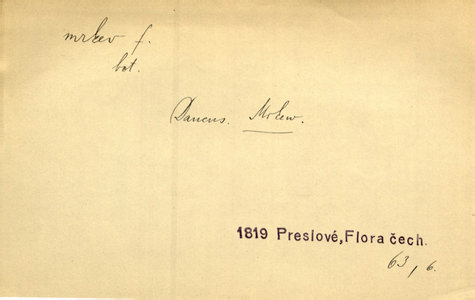 mrkev f.
bot.
Daucus. Mrkew.
1819 Preslové, Flora čech.
63, 6.